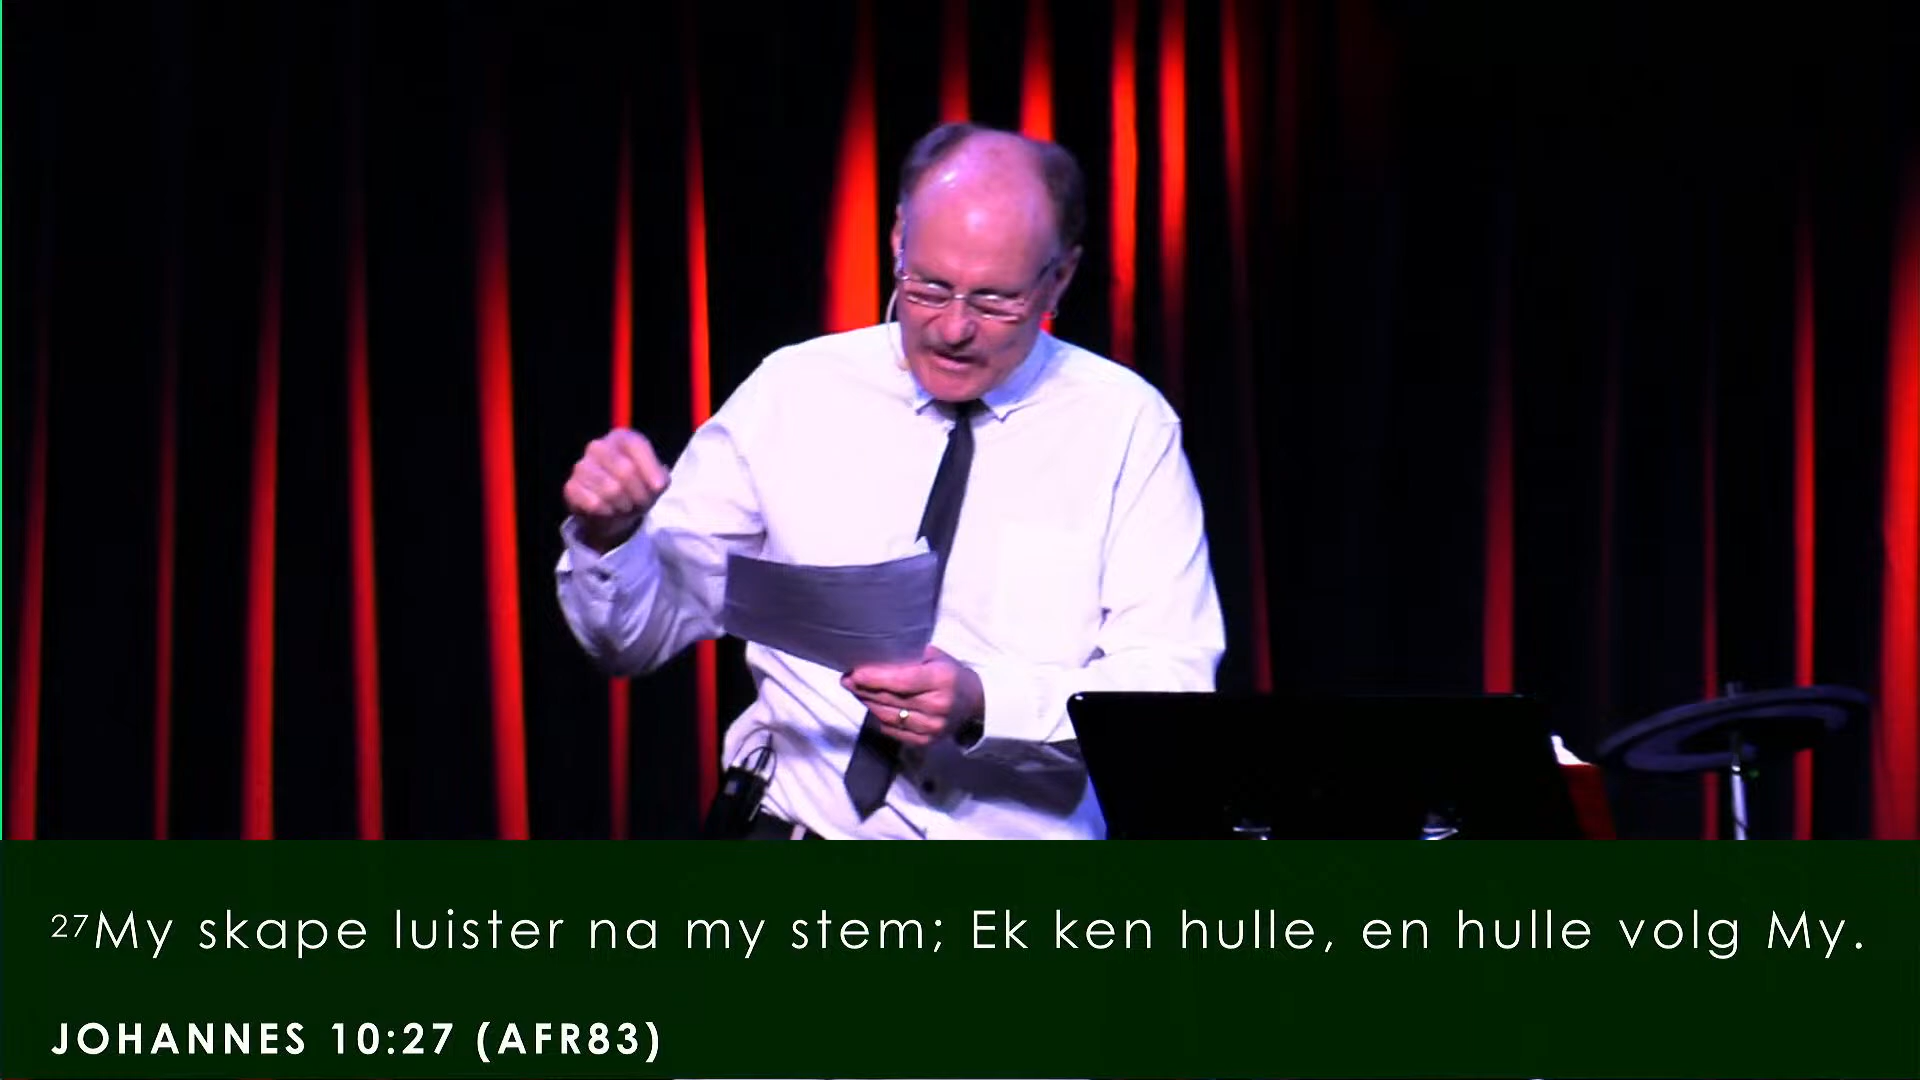 27My skape luister na my stem; Ek ken hulle, en hulle volg My.
JOHANNES 10:27 (AFR83)